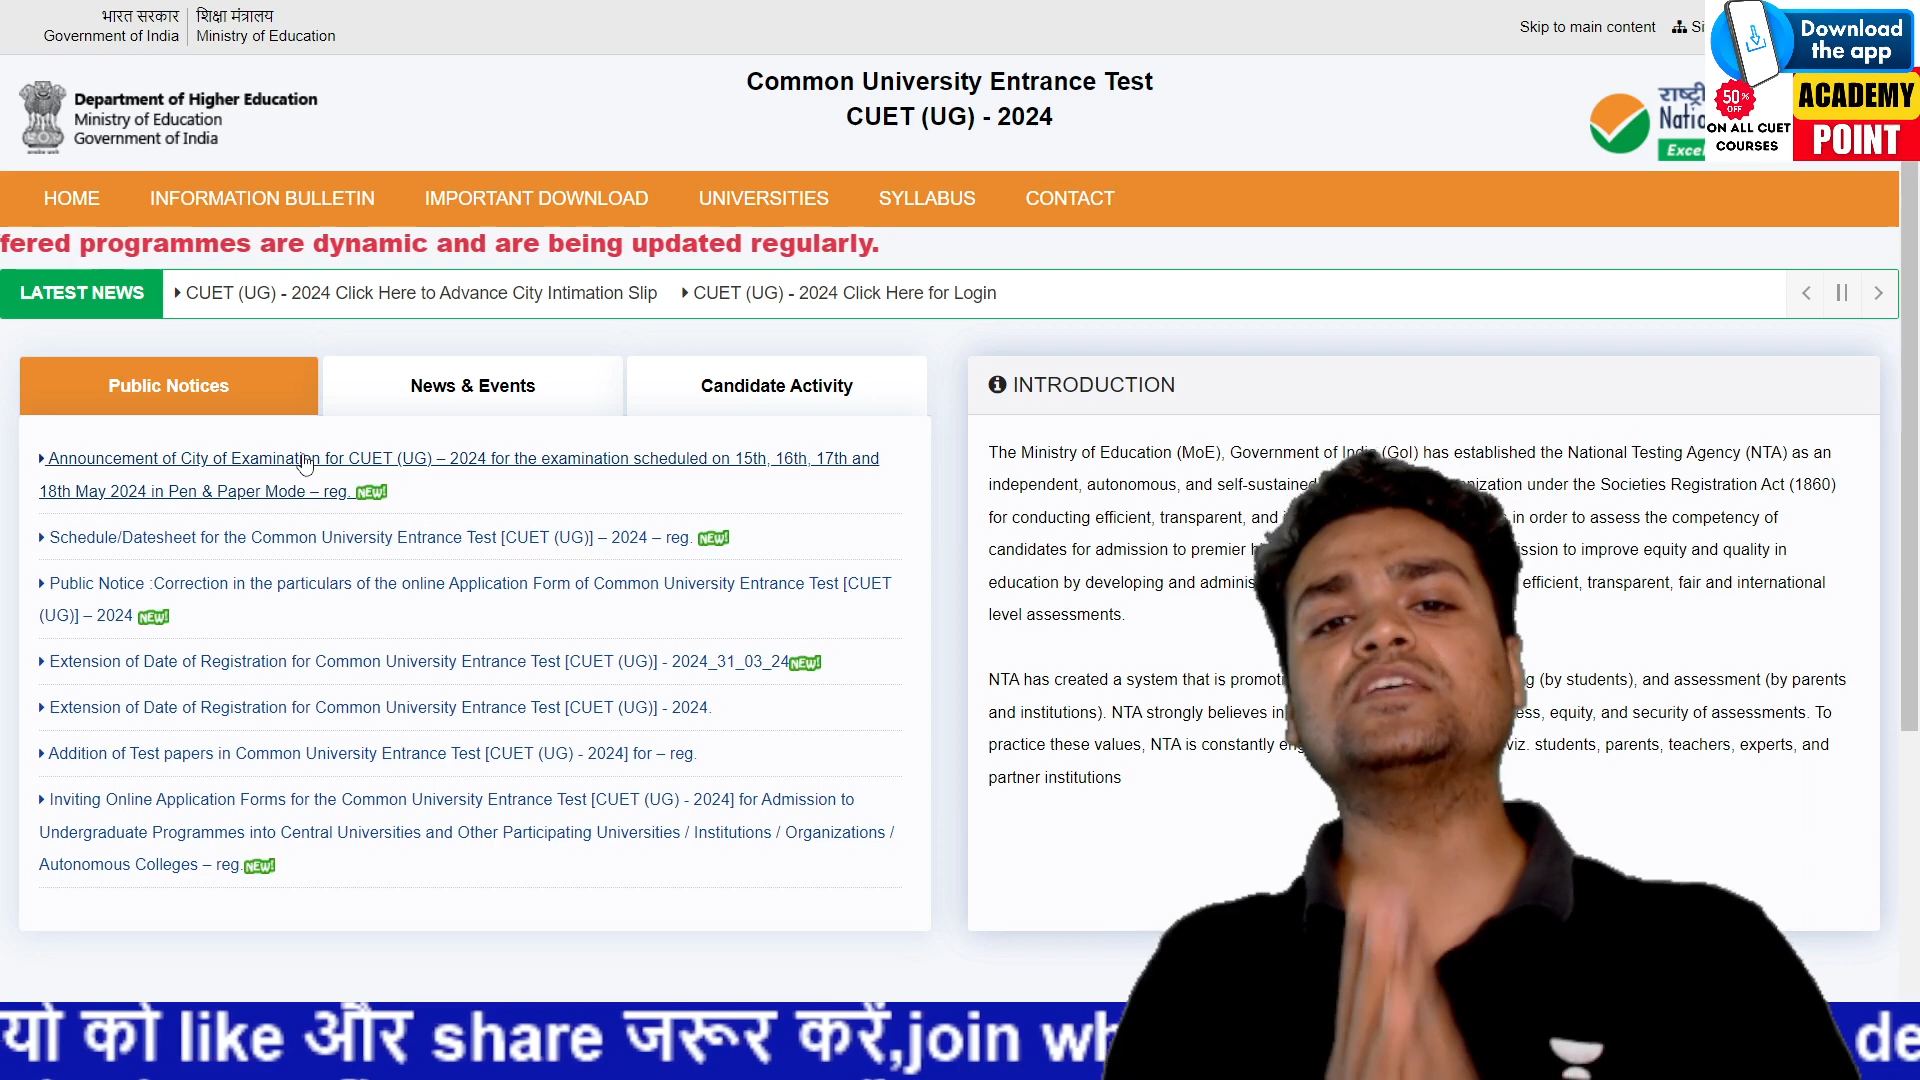 भारत सरकार
Government of India
शिक्षा मंत्रालय
Ministry of Education
Skip to main content
Download
the app
50%
OFF
ON ALL CUET
COURSES
ACADEMY
POINT
Department of Higher Education
Ministry of Education
Government of India
Common University Entrance Test
CUET (UG) - 2024
HOME
INFORMATION BULLETIN
IMPORTANT DOWNLOAD
UNIVERSITIES
SYLLABUS
CONTACT
fered programmes are dynamic and are being updated regularly.
LATEST NEWS
CUET (UG) - 2024 Click Here to Advance City Intimation Slip
CUET (UG) - 2024 Click Here for Login
Public Notices
News & Events
Candidate Activity
Announcement of City of Examination for CUET (UG) – 2024 for the examination scheduled on 15th, 16th, 17th and
18th May 2024 in Pen & Paper Mode – reg. NEW!
Schedule/Datesheet for the Common University Entrance Test [CUET (UG)] – 2024 – reg. NEW!
Public Notice :Correction in the particulars of the online Application Form of Common University Entrance Test [CUET
(UG)] – 2024 NEW!
Extension of Date of Registration for Common University Entrance Test [CUET (UG)] - 2024_31_03_24 NEW!
Extension of Date of Registration for Common University Entrance Test [CUET (UG)] - 2024.
Addition of Test papers in Common University Entrance Test [CUET (UG) - 2024] for – reg.
Inviting Online Application Forms for the Common University Entrance Test [CUET (UG) - 2024] for Admission to
Undergraduate Programmes into Central Universities and Other Participating Universities / Institutions / Organizations /
Autonomous Colleges – reg. NEW!
INTRODUCTION
The Ministry of Education (MoE), Government of India (GoI) has established the National Testing Agency (NTA) as an
independent, autonomous, and self-sustained under the Societies Registration Act (1860)
for conducting efficient, transparent, and in order to assess the competency of
candidates for admission to premier to improve equity and quality in
education by developing and efficient, transparent, fair and international
level assessments.
NTA has created a system that is (by students), and assessment (by parents
and institutions). NTA strongly believes in equity, and security of assessments. To
practice these values, NTA is constantly viz. students, parents, teachers, experts, and
partner institutions
यो को like और share जरूर करें,join